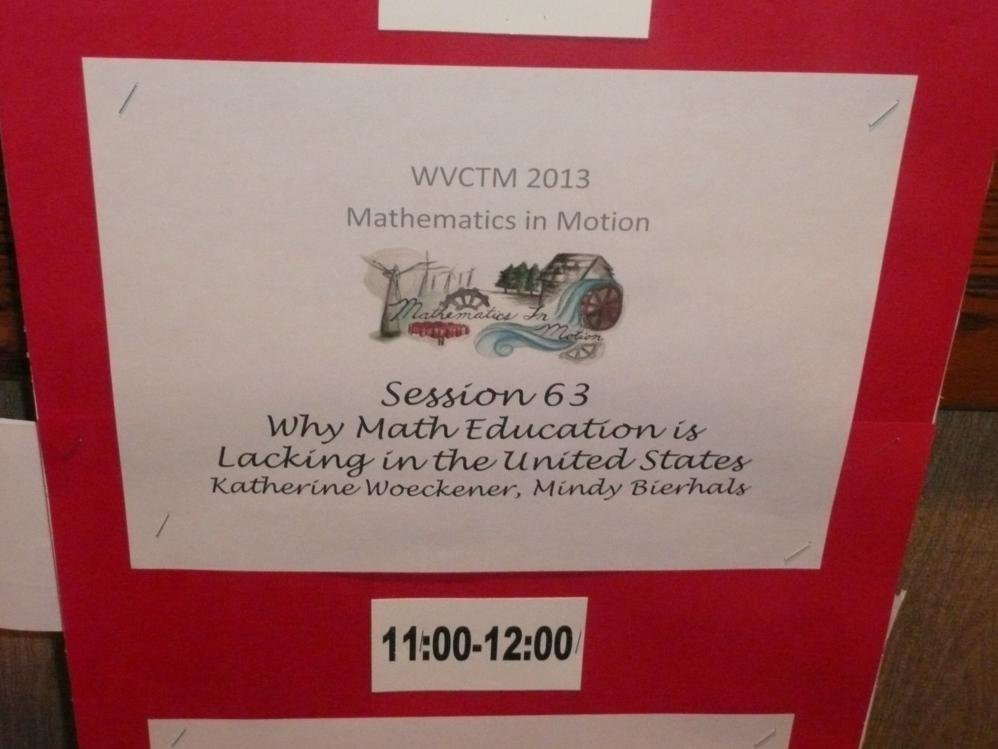 WVCTM 2013
Mathematics in Motion
Mathematics In
Motion
Session 63
Why Math Education is
Lacking in the United States
Katherine Woeckener, Mindy Bierhals
11:00-12:00